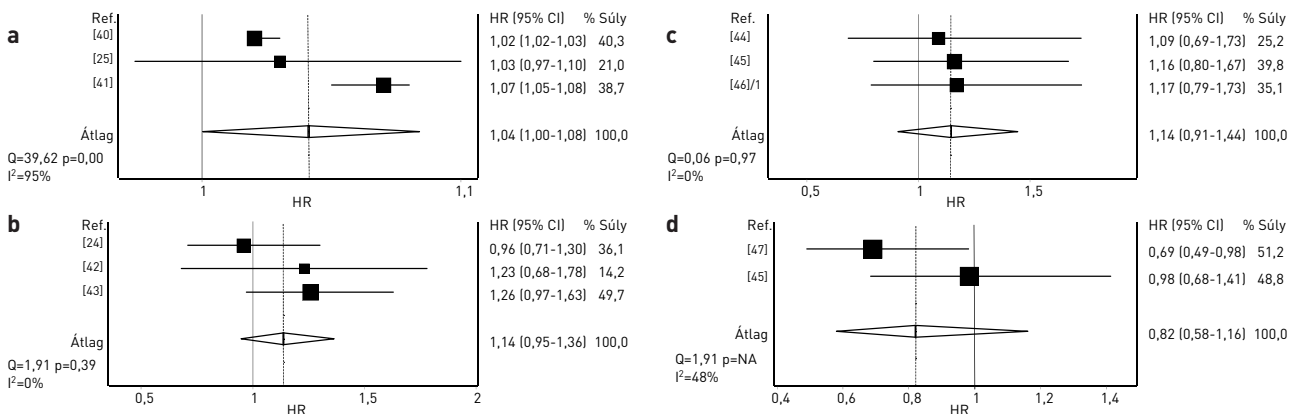 a
Ref. HR (95% CI) % Súly
[40] 1,02 (1,02-1,03) 40,3
[25] 1,03 (0,97-1,10) 21,0
[41] 1,07 (1,05-1,08) 38,7
Átlag 1,04 (1,00-1,08) 100,0
Q=39,62 p=0,00
I²=95%
1 1,1
HR
b
Ref. HR (95% CI) % Súly
[24] 0,96 (0,71-1,30) 36,1
[42] 1,23 (0,68-1,78) 14,2
[43] 1,26 (0,97-1,63) 49,7
Átlag 1,14 (0,95-1,36) 100,0
Q=1,91 p=0,39
I²=0%
0,5 1 1,5 2
HR
c
Ref. HR (95% CI) % Súly
[44] 1,09 (0,69-1,73) 25,2
[45] 1,16 (0,80-1,67) 39,8
[46]/1 1,17 (0,79-1,73) 35,1
Átlag 1,14 (0,91-1,44) 100,0
Q=0,06 p=0,97
I²=0%
0,5 1 1,5
HR
d
Ref. HR (95% CI) % Súly
[47] 0,69 (0,49-0,98) 51,2
[45] 0,98 (0,68-1,41) 48,8
Átlag 0,82 (0,58-1,16) 100,0
Q=1,91 p=NA
I²=48%
0,4 0,6 0,8 1 1,2 1,4
HR